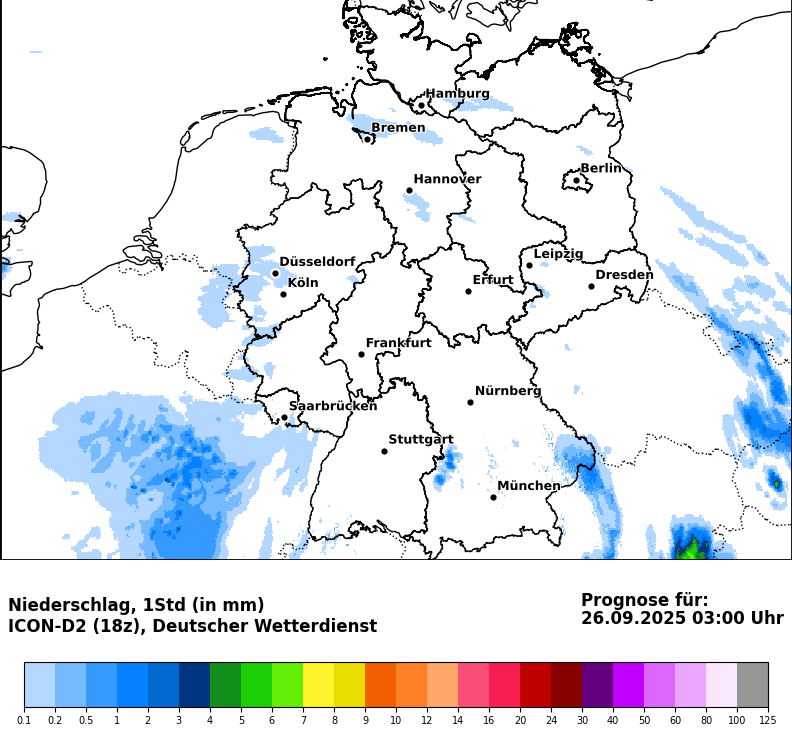 Hamburg
Bremen
Berlin
Hannover
Leipzig
Düsseldorf
Dresden
Köln
Erfurt
Frankfurt
Nürnberg
Saarbrücken
Stuttgart
München
Niederschlag, 1Std (in mm)
ICON-D2 (18z), Deutscher Wetterdienst
Prognose für:
26.09.2025 03:00 Uhr
0.1 0.2 0.5 1 2 3 4 5 6 7 8 9 10 12 14 16 20 24 30 40 50 60 80 100 125